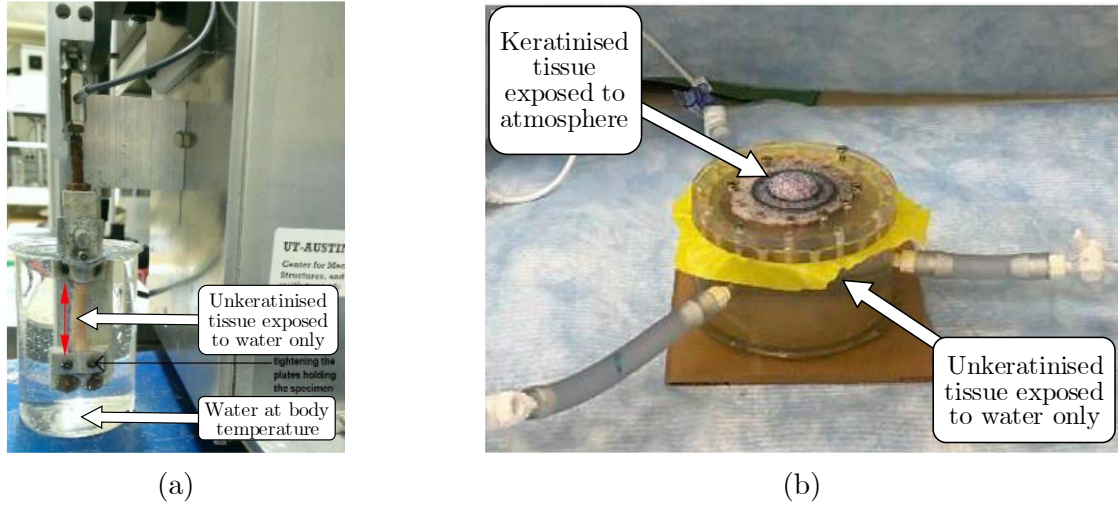 UT-AUSTIN
Center for Mec
Structures, and
Unkeratinised
tissue exposed
to water only
tightening the
plates holding
the specimen
Water at body
temperature
(a)
Keratinised
tissue
exposed to
atmosphere
Unkeratinised
tissue exposed
to water only
(b)